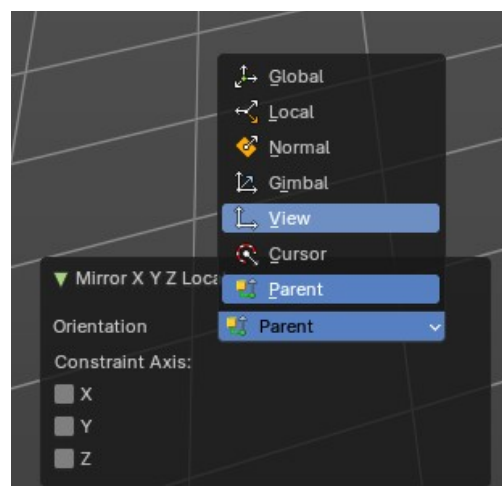 Global
Local
Normal
Gimbal
View
Cursor
Parent
Mirror X Y Z Loca
Orientation
Parent
Constraint Axis:
X
Y
Z